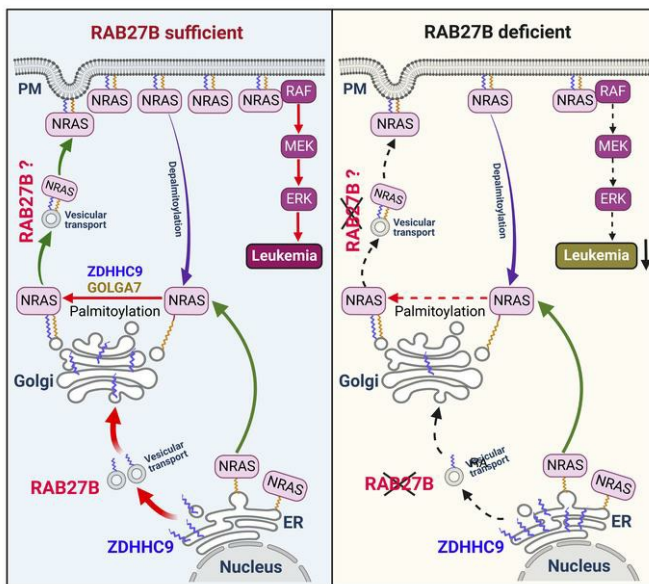 RAB27B sufficient
PM
NRAS
NRAS
NRAS
NRAS
NRAS
RAF
NRAS
MEK
ERK
Leukemia
Depalmitoylation
RAB27B ?
NRAS
Vesicular
transport
ZDHHC9
GOLGA7
NRAS
NRAS
Palmitoylation
Golgi
Vesicular
transport
RAB27B
NRAS
NRAS
ER
ZDHHC9
Nucleus
RAB27B deficient
PM
NRAS
NRAS
RAF
NRAS
MEK
ERK
Leukemia
Depalmitoylation
RAB27B ?
NRAS
Vesicular
transport
NRAS
NRAS
Palmitoylation
Golgi
Vesicular
transport
RAB27B
NRAS
NRAS
ER
ZDHHC9
Nucleus